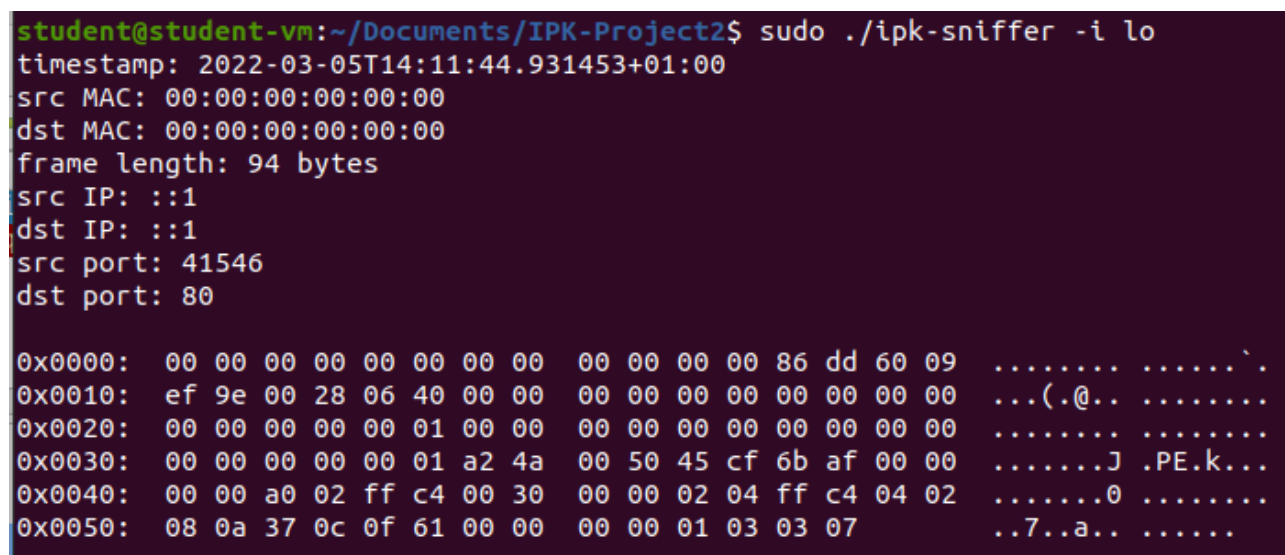 student@student-vm:~/Documents/IPK-Project2$ sudo ./ipk-sniffer -i lo
timestamp: 2022-03-05T14:11:44.931453+01:00
src MAC: 00:00:00:00:00:00
dst MAC: 00:00:00:00:00:00
frame length: 94 bytes
src IP: ::1
dst IP: ::1
src port: 41546
dst port: 80

0x0000:  00 00 00 00 00 00 00 00  00 00 00 00 86 dd 60 09  ........ ......`.
0x0010:  ef 9e 00 28 06 40 00 00  00 00 00 00 00 00 00 00  ...(.@.. ........
0x0020:  00 00 00 00 00 01 00 00  00 00 00 00 00 00 00 00  ........ ........
0x0030:  00 00 00 00 00 01 a2 4a  00 50 45 cf 6b af 00 00  .......J .PE.k...
0x0040:  00 00 a0 02 ff c4 00 30  00 00 02 04 ff c4 04 02  .......0 ........
0x0050:  08 0a 37 0c 0f 61 00 00  00 00 01 03 03 07        ..7..a.. ......